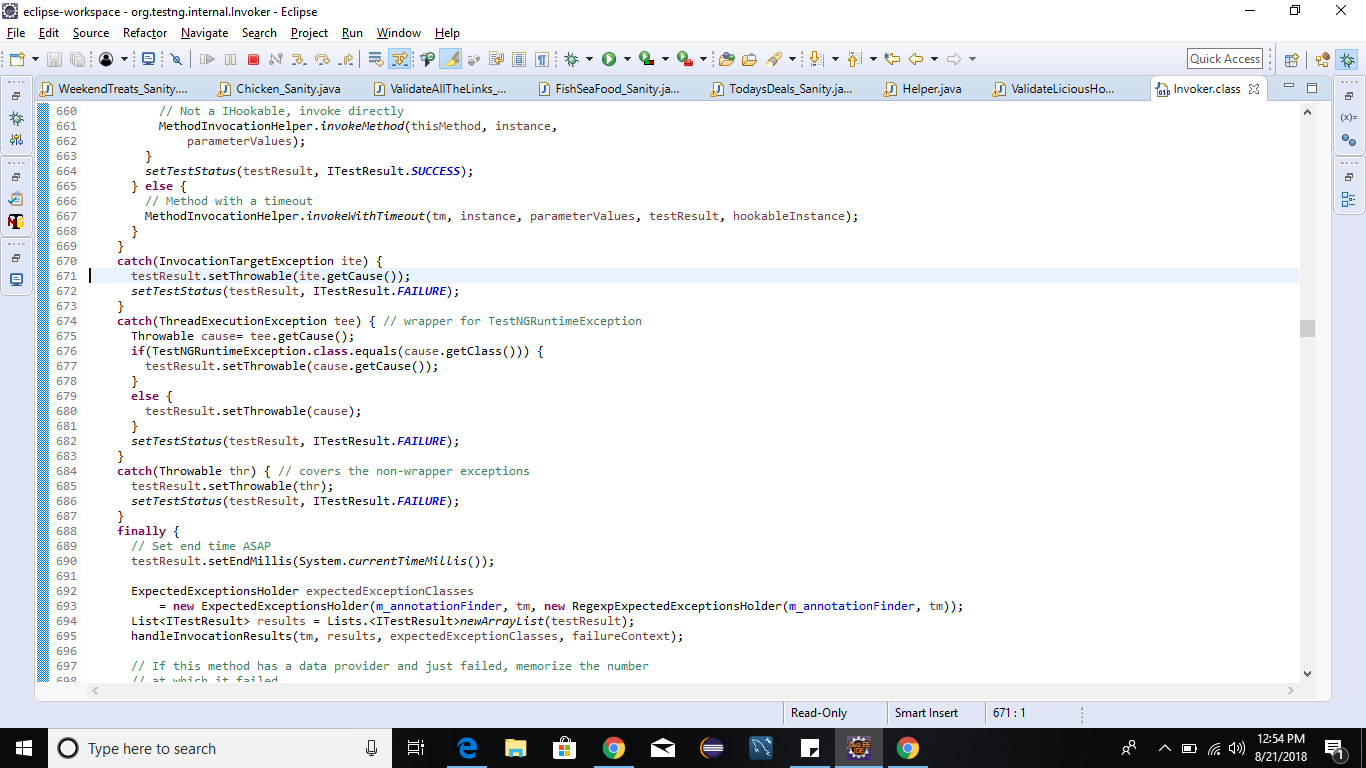 eclipse-workspace - org.testng.internal.Invoker - Eclipse
File Edit Source Refactor Navigate Search Project Run Window Help
Quick Access
WeekendTreats_Sanity.... Chicken_Sanity.java ValidateAllTheLinks_... FishSeaFood_Sanity.ja... TodaysDeals_Sanity.ja... Helper.java ValidateLiciousHo... Invoker.class
660 // Not a IHookable, invoke directly
661 MethodInvocationHelper.invokeMethod(thisMethod, instance,
662 parameterValues);
663 }
664 setTestStatus(testResult, ITestResult.SUCCESS);
665 } else {
666 // Method with a timeout
667 MethodInvocationHelper.invokeWithTimeout(tm, instance, parameterValues, testResult, hookableInstance);
668 }
669 }
670 catch(InvocationTargetException ite) {
671 testResult.setThrowable(ite.getCause());
672 setTestStatus(testResult, ITestResult.FAILURE);
673 }
674 catch(ThreadExecutionException tee) { // wrapper for TestNGRuntimeException
675 Throwable cause= tee.getCause();
676 if(TestNGRuntimeException.class.equals(cause.getClass())) {
677 testResult.setThrowable(cause.getCause());
678 }
679 else {
680 testResult.setThrowable(cause);
681 }
682 setTestStatus(testResult, ITestResult.FAILURE);
683 }
684 catch(Throwable thr) { // covers the non-wrapper exceptions
685 testResult.setThrowable(thr);
686 setTestStatus(testResult, ITestResult.FAILURE);
687 }
688 finally {
689 // Set end time ASAP
690 testResult.setEndMillis(System.currentTimeMillis());
691
692 ExpectedExceptionsHolder expectedExceptionClasses
693 = new ExpectedExceptionsHolder(m_annotationFinder, tm, new RegexpExpectedExceptionsHolder(m_annotationFinder, tm));
694 List<ITestResult> results = Lists.<ITestResult>newArrayList(testResult);
695 handleInvocationResults(tm, results, expectedExceptionClasses, failureContext);
696
697 // If this method has a data provider and just failed, memorize the number
698 // at which it failed
Read-Only Smart Insert 671 : 1
Type here to search
12:54 PM
8/21/2018
1